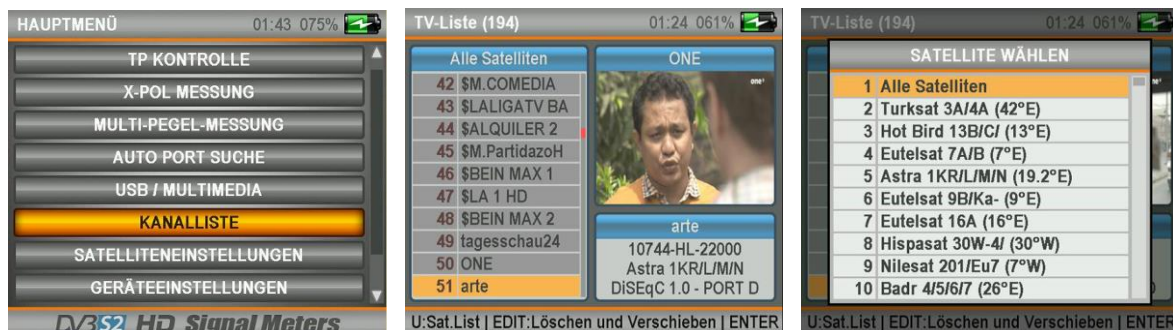 HAUPTMENÜ 01:43 075%
TP KONTROLLE
X-POL MESSUNG
MULTI-PEGEL-MESSUNG
AUTO PORT SUCHE
USB / MULTIMEDIA
KANALLISTE
SATELLITENEINSTELLUNGEN
GERÄTEEINSTELLUNGEN
DVBS2 HD Signal Meters
TV-Liste (194) 01:24 061%
Alle Satelliten
42 $M.COMEDIA
43 $LALIGATV BA
44 $ALQUILER 2
45 $M.PartidazoH
46 $BEIN MAX 1
47 $LA 1 HD
48 $BEIN MAX 2
49 tagesschau24
50 ONE
51 arte
ONE
one
arte
10744-HL-22000
Astra 1KR/L/M/N
DiSEqC 1.0 - PORT D
U:Sat.List | EDIT:Löschen und Verschieben | ENTER
TV-Liste (194) 01:24 061%
SATELLITE WÄHLEN
1 Alle Satelliten
2 Turksat 3A/4A (42°E)
3 Hot Bird 13B/C/ (13°E)
4 Eutelsat 7A/B (7°E)
5 Astra 1KR/L/M/N (19.2°E)
6 Eutelsat 9B/Ka- (9°E)
7 Eutelsat 16A (16°E)
8 Hispasat 30W-4/ (30°W)
9 Nilesat 201/Eu7 (7°W)
10 Badr 4/5/6/7 (26°E)
U:Sat.List | EDIT:Löschen und Verschieben | ENTER